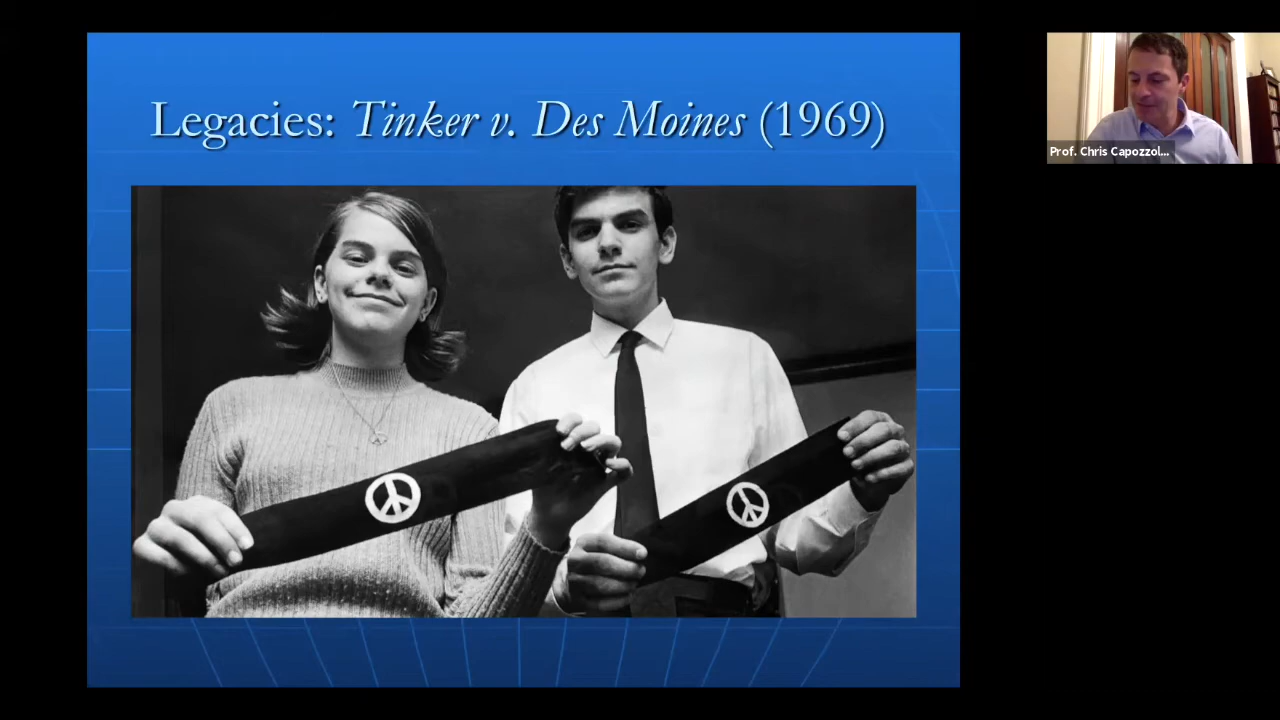 Legacies: Tinker v. Des Moines (1969)
Prof. Chris Capozzol...